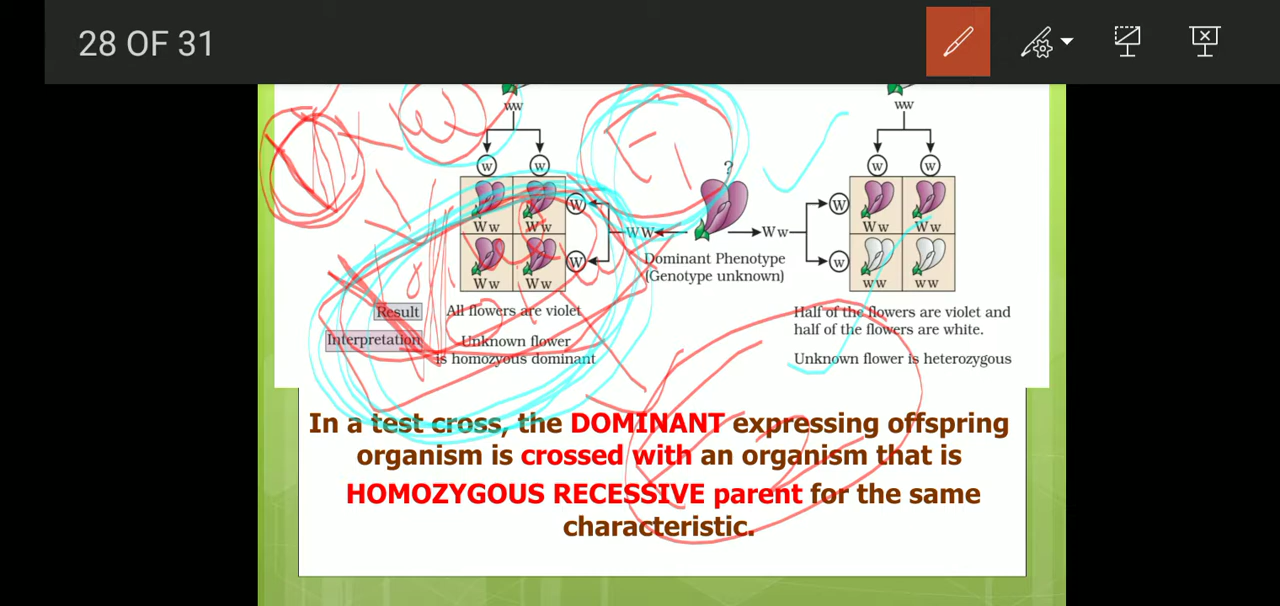 28 OF 31
ww
ww
w
w
w
w
?
Ww
Ww
W
W
W W
W w
W
w
Ww
Ww
Ww
Ww
ww
ww
Dominant Phenotype
(Genotype unknown)
Result
All flowers are violet
Interpretation
Unknown flower
is homozyous dominant
Half of the flowers are violet and
half of the flowers are white.
Unknown flower is heterozygous
In a test cross, the DOMINANT expressing offspring
organism is crossed with an organism that is
HOMOZYGOUS RECESSIVE parent for the same
characteristic.